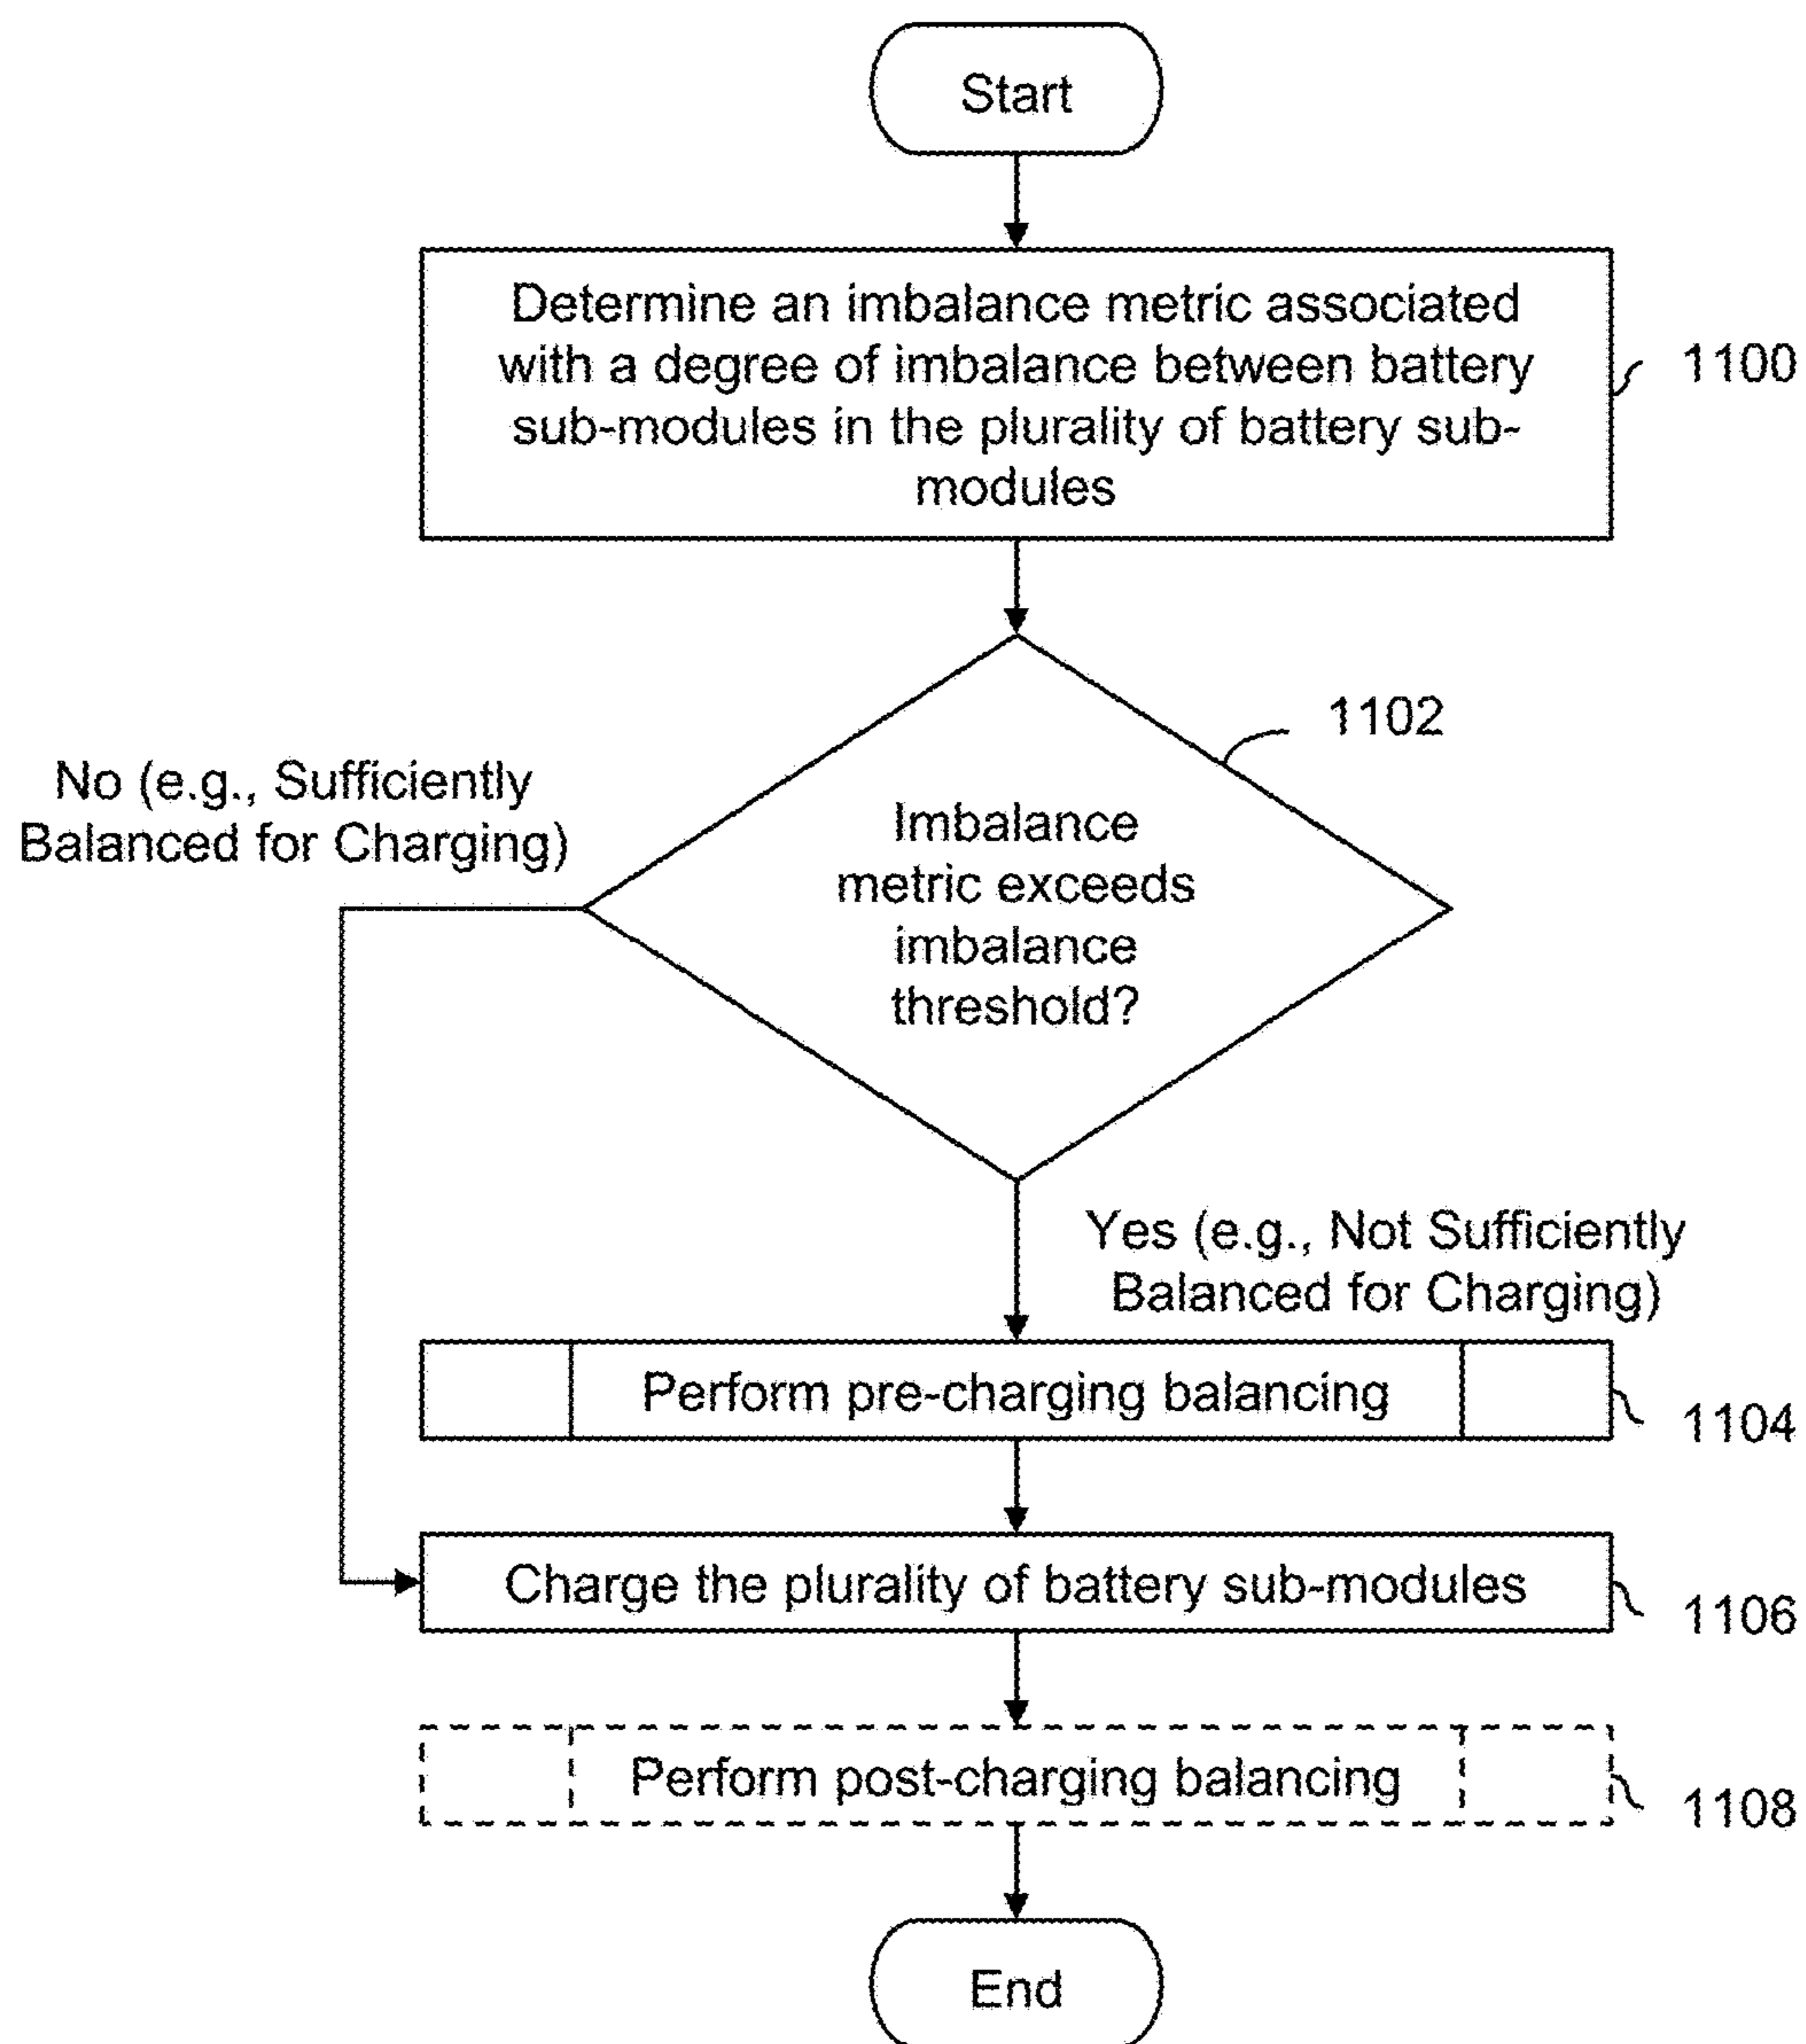 Start
Determine an imbalance metric associated
with a degree of imbalance between battery
sub-modules in the plurality of battery sub-
modules
1100
1102
No (e.g., Sufficiently
Balanced for Charging)
Imbalance
metric exceeds
imbalance
threshold?
Yes (e.g., Not Sufficiently
Balanced for Charging)
Perform pre-charging balancing
1104
Charge the plurality of battery sub-modules
1106
Perform post-charging balancing
1108
End